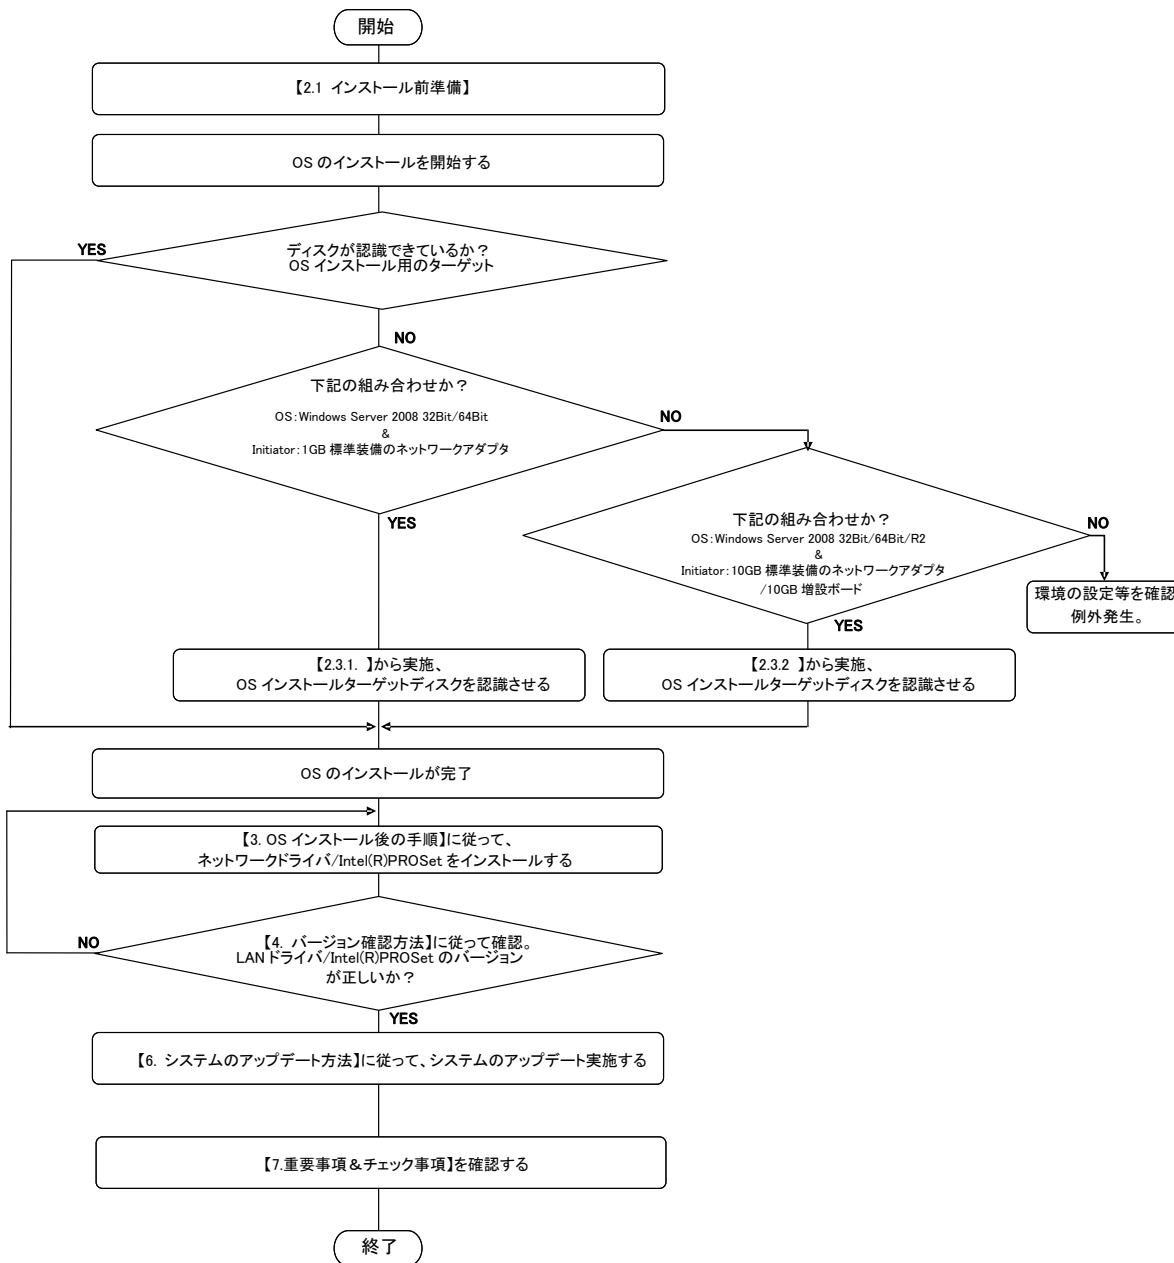 開始
【2.1 インストール前準備】
OS のインストールを開始する
YES
ディスクが認識できているか？
OS インストール用のターゲット
NO
下記の組み合わせか？
OS：Windows Server 2008 32Bit/64Bit
&
Initiator：1GB 標準装備のネットワークアダプタ
NO
YES
下記の組み合わせか？
OS：Windows Server 2008 32Bit/64Bit/R2
&
Initiator：10GB 標準装備のネットワークアダプタ
/10GB 増設ボード
NO
環境の設定等を確認
例外発生。
YES
【2.3.1. 】から実施、
OS インストールターゲットディスクを認識させる
【2.3.2 】から実施、
OS インストールターゲットディスクを認識させる
OS のインストールが完了
【3. OS インストール後の手順】に従って、
ネットワークドライバ/Intel(R)PROSet をインストールする
NO
【4. バージョン確認方法】に従って確認。
LAN ドライバ/Intel(R)PROSet のバージョン
が正しいか？
YES
【6. システムのアップデート方法】に従って、システムのアップデート実施する
【7.重要事項＆チェック事項】を確認する
終了